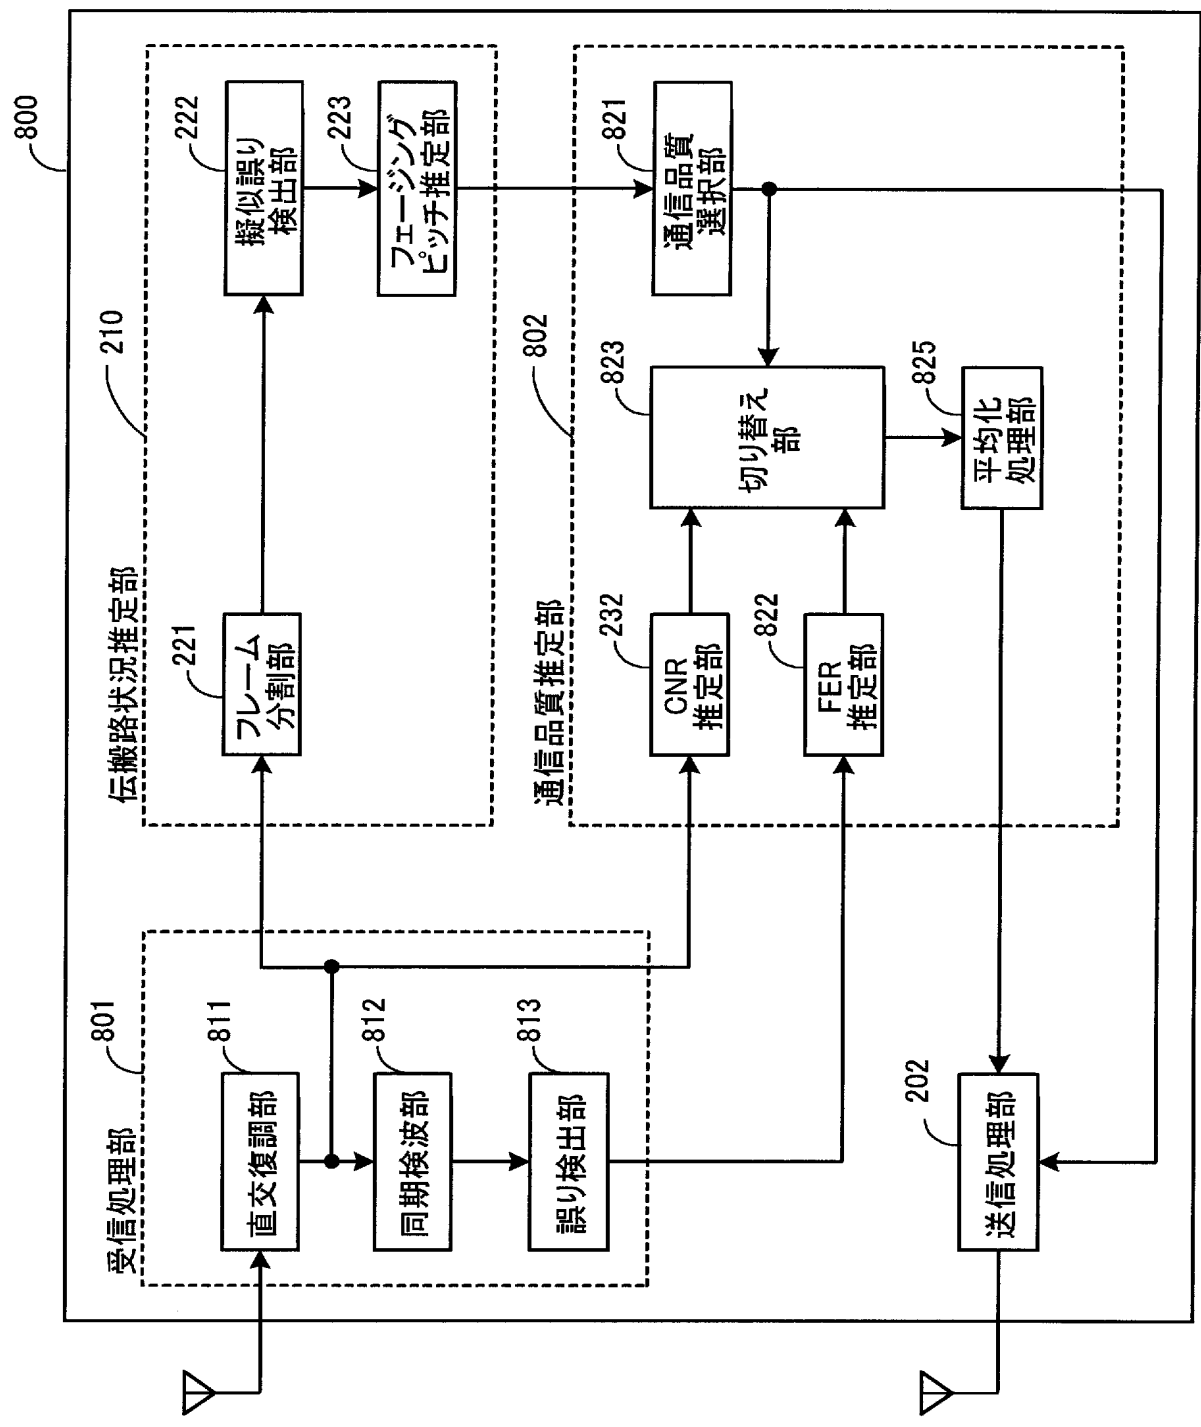 800
受信処理部
801
直交復調部
811
同期検波部
812
誤り検出部
813
伝搬路状況推定部
210
フレーム
分割部
221
擬似誤り
検出部
222
フェージング
ピッチ推定部
223
通信品質推定部
802
CNR
推定部
232
FER
推定部
822
切り替え
部
823
通信品質
選択部
821
平均化
処理部
825
送信処理部
202